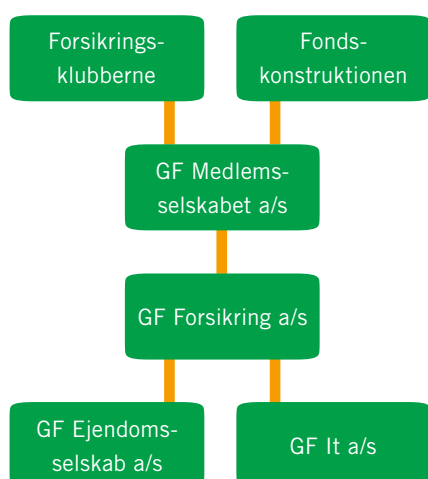 Forsikrings-
klubberne
Fonds-
konstruktionen
GF Medlems-
selskabet a/s
GF Forsikring a/s
GF Ejendoms-
selskab a/s
GF It a/s